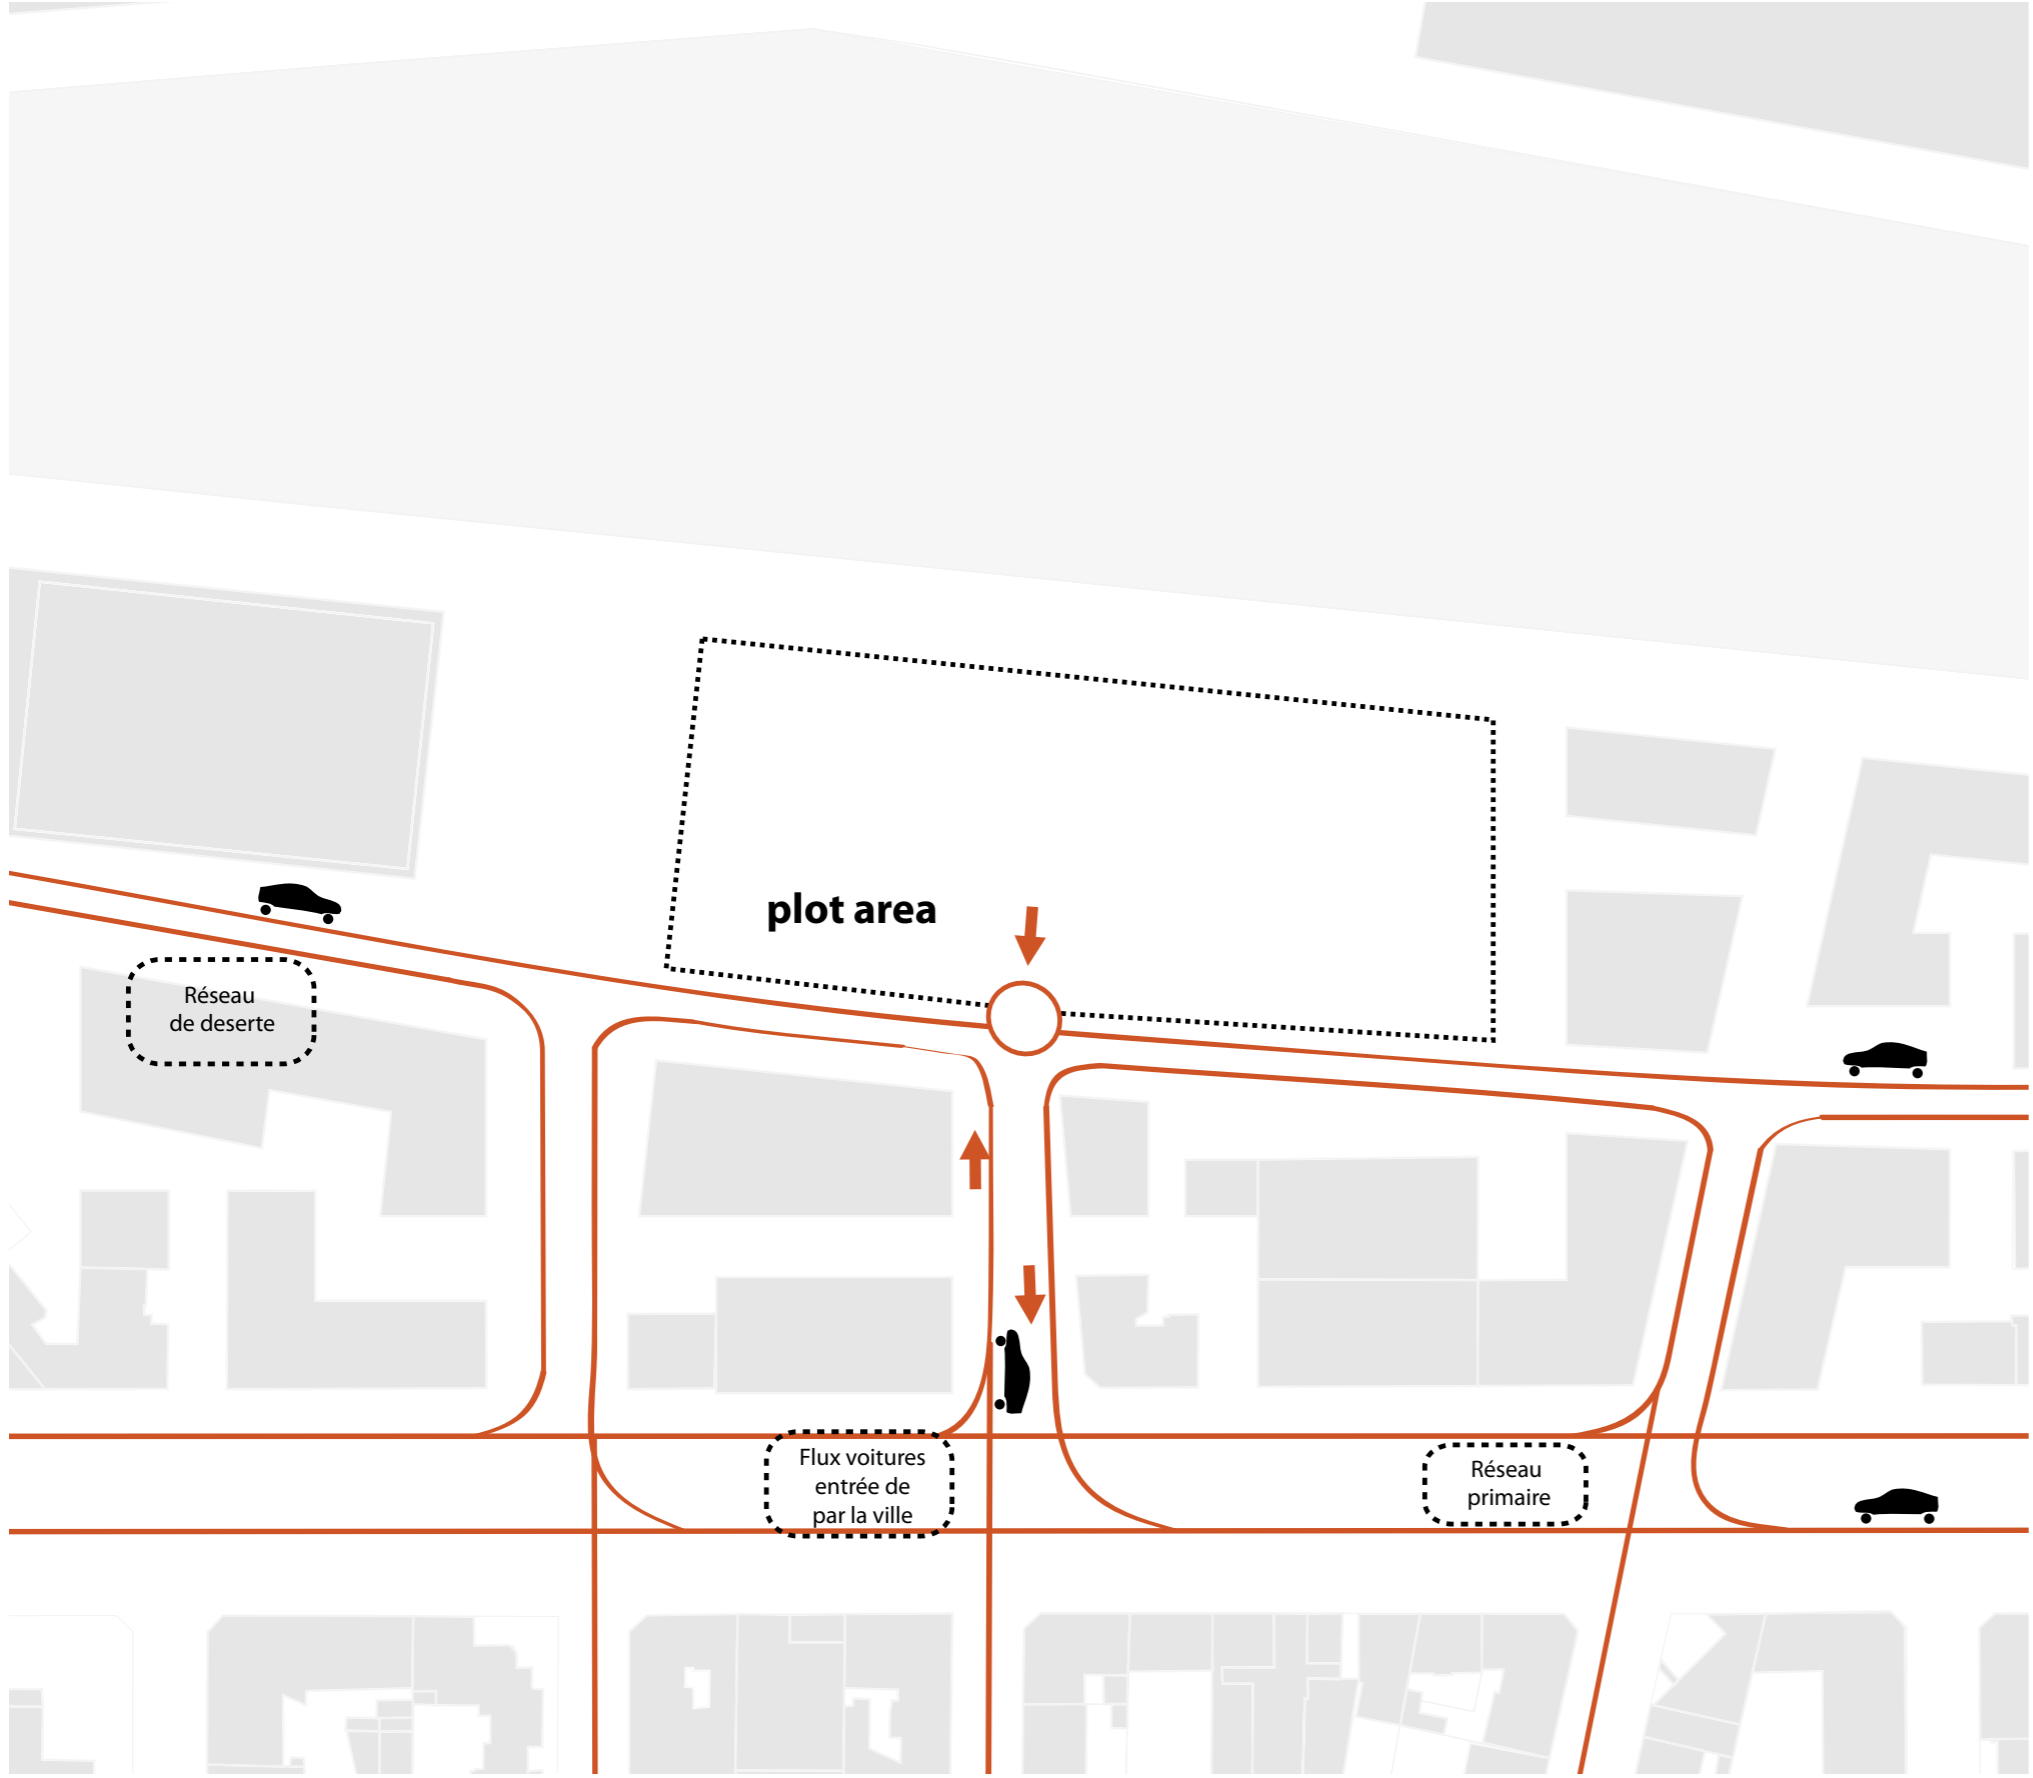 plot area
Réseau
de deserte
Flux voitures
entrée de
par la ville
Réseau
primaire